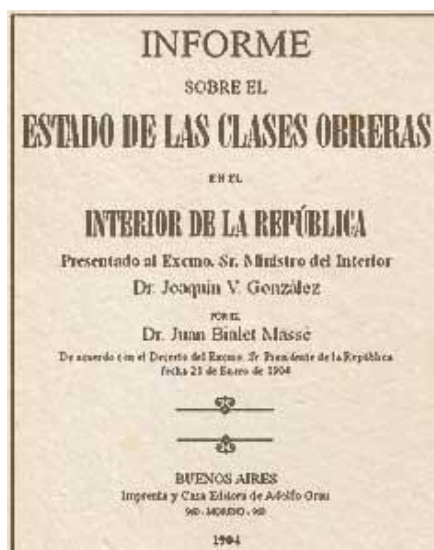 INFORME
SOBRE EL
ESTADO DE LAS CLASES OBRERAS
EN EL
INTERIOR DE LA REPÚBLICA
Presentado al Excmo. Sr. Ministro del Interior
Dr. Joaquin V. González
POR EL
Dr. Juan Bialet Massé
De acuerdo con el Decreto del Excmo. Sr. Presidente de la República
fecha 21 de Enero de 1904
BUENOS AIRES
Imprenta y Casa Editora de Adolfo Grau
MORENO
1904